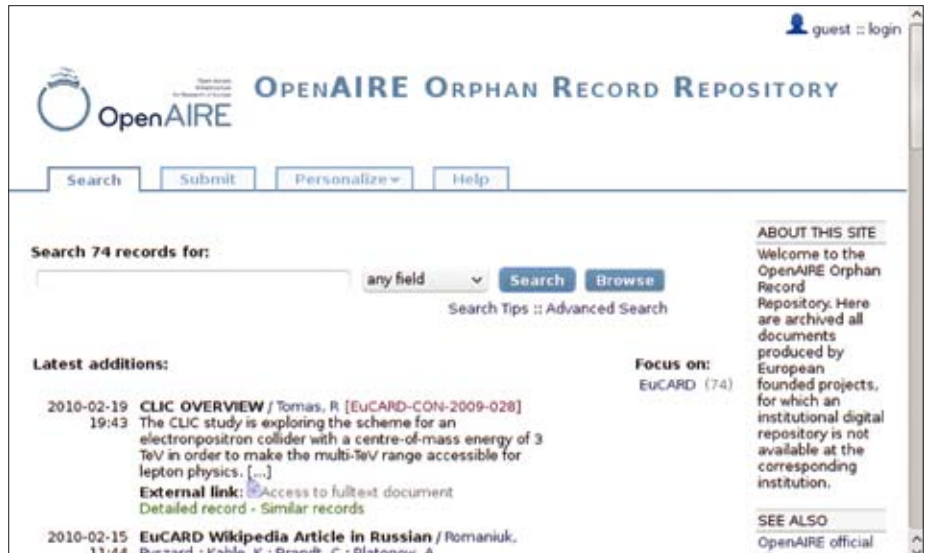 guest :: login
OpenAIRE
OPENAIRE ORPHAN RECORD REPOSITORY
Search Submit Personalize Help
Search 74 records for:
any field Search Browse
Search Tips :: Advanced Search
Latest additions:
2010-02-19 CLIC OVERVIEW / Tomas, R [EuCARD-CON-2009-028]
19:43 The CLIC study is exploring the scheme for an
electronpositron collider with a centre-of-mass energy of 3
TeV in order to make the multi-TeV range accessible for
lepton physics. [...]
External link: Access to fulltext document
Detailed record - Similar records
2010-02-15 EuCARD Wikipedia Article in Russian / Romaniuk,
Focus on:
EuCARD (74)
ABOUT THIS SITE
Welcome to the
OpenAIRE Orphan
Record
Repository. Here
are archived all
documents
produced by
European
founded projects,
for which an
institutional digital
repository is not
available at the
corresponding
institution.
SEE ALSO
OpenAIRE official